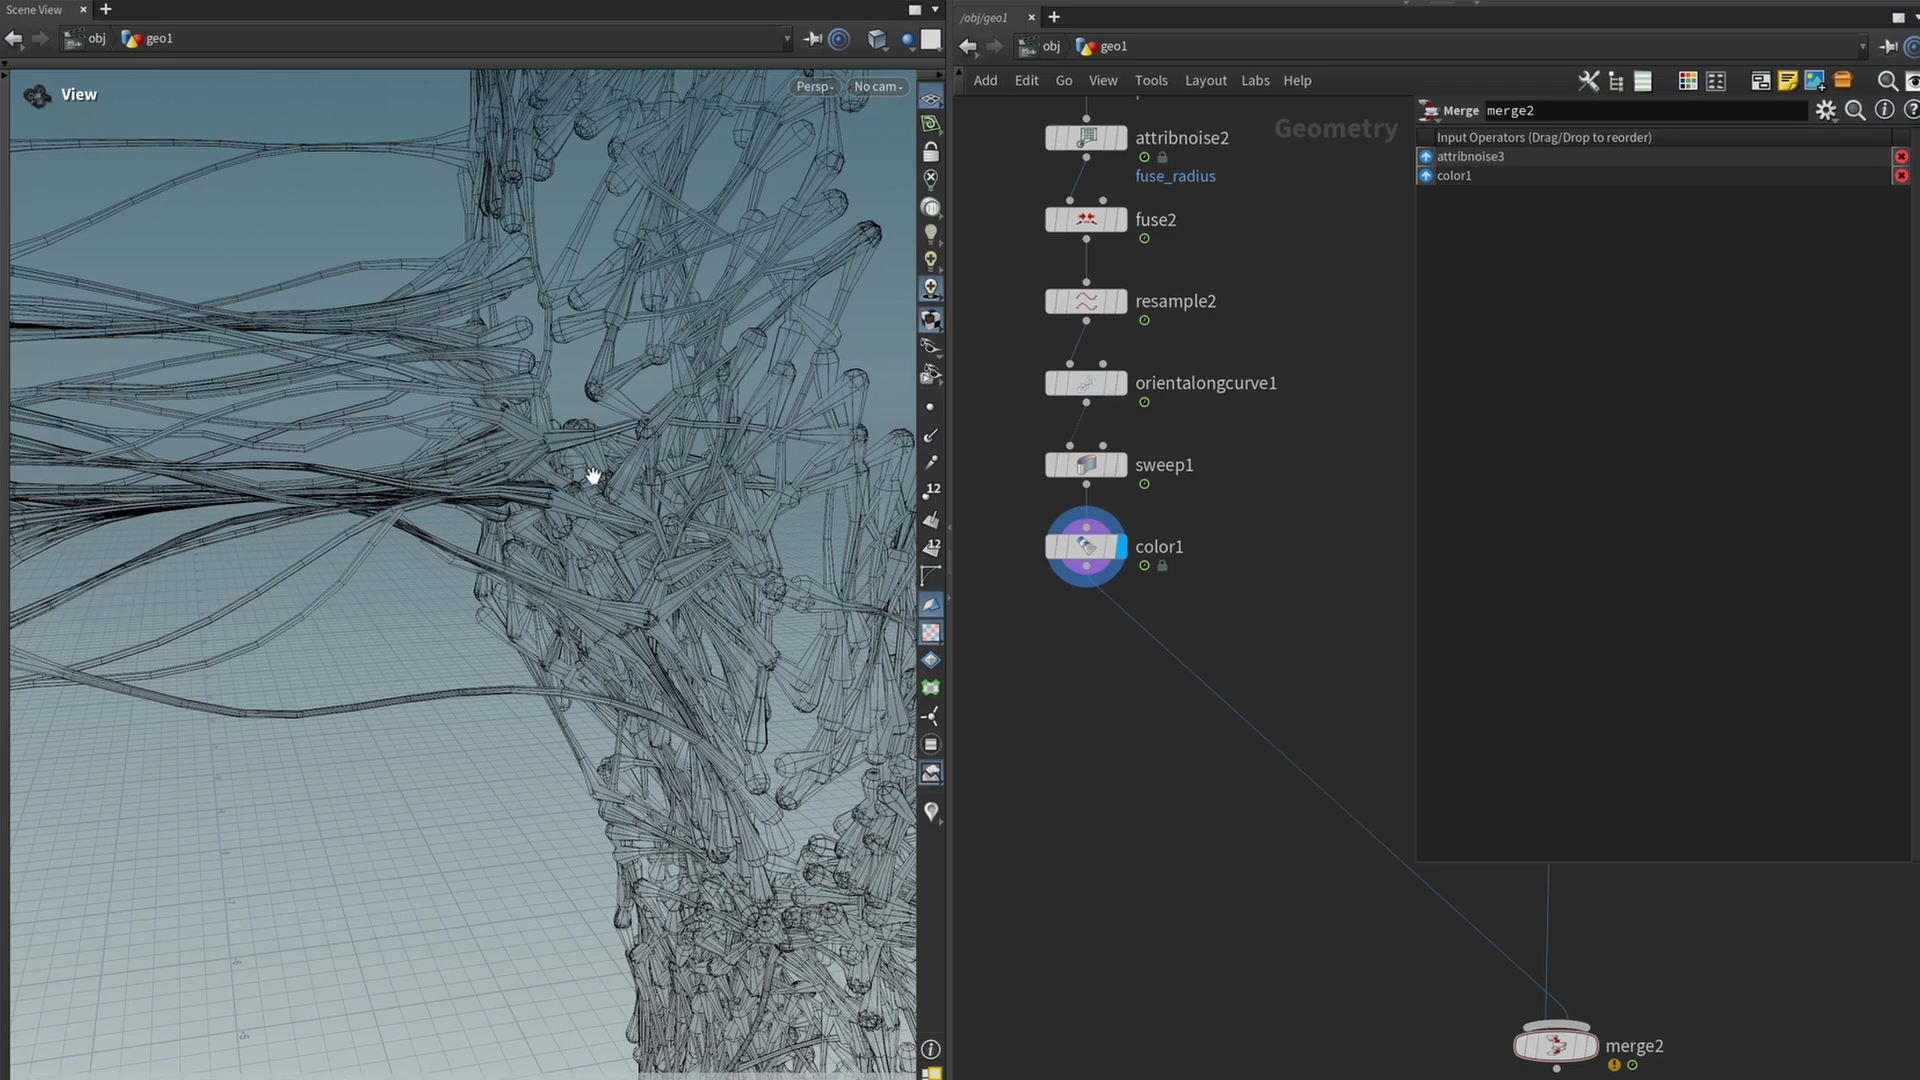 Scene View
obj
geo1
View
Persp
No cam
12
12
/obj/geo1
obj
geo1
Add
Edit
Go
View
Tools
Layout
Labs
Help
Geometry
attribnoise2
fuse_radius
fuse2
resample2
orientalongcurve1
sweep1
color1
merge2
Merge
merge2
Input Operators (Drag/Drop to reorder)
attribnoise3
color1